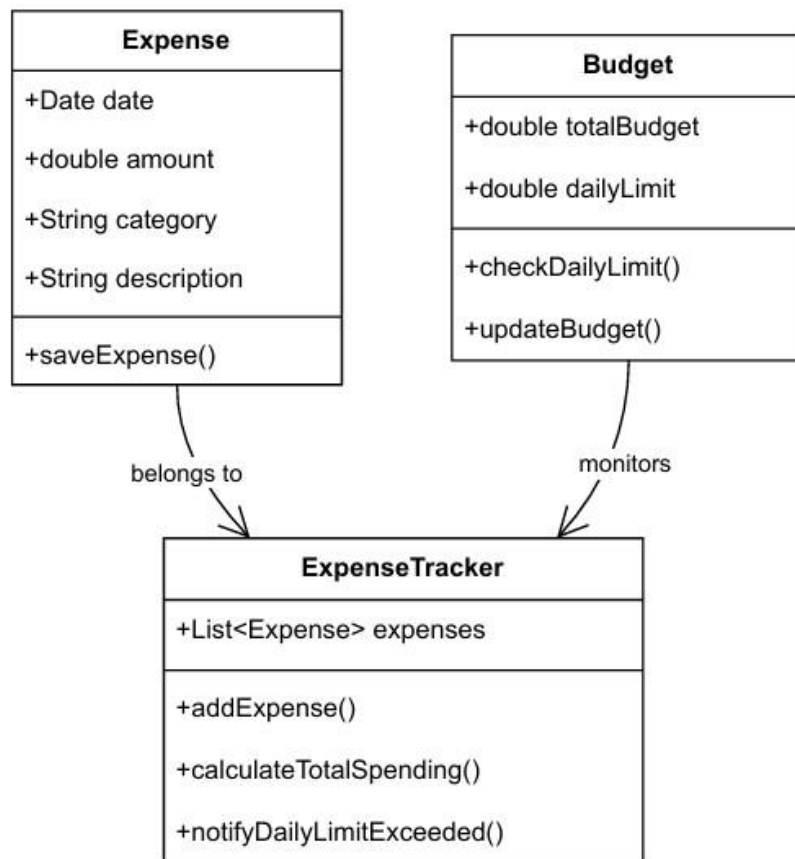 Expense
+Date date
+double amount
+String category
+String description
+saveExpense()
Budget
+double totalBudget
+double dailyLimit
+checkDailyLimit()
+updateBudget()
belongs to
monitors
ExpenseTracker
+List<Expense> expenses
+addExpense()
+calculateTotalSpending()
+notifyDailyLimitExceeded()